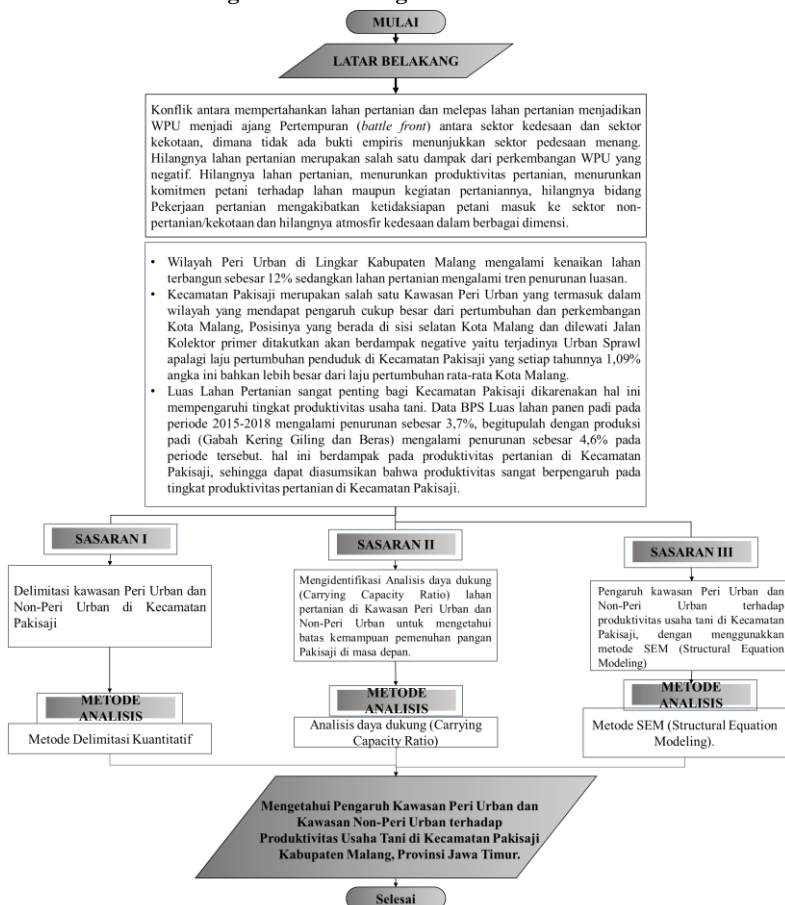 MULAI
LATAR BELAKANG
Konflik antara mempertahankan lahan pertanian dan melepas lahan pertanian menjadikan
WPU menjadi ajang Pertempuran (battle front) antara sektor kedesaan dan sektor
kekotaan, dimana tidak ada bukti empiris menunjukkan sektor pedesaan menang.
Hilangnya lahan pertanian merupakan salah satu dampak dari perkembangan WPU yang
negatif. Hilangnya lahan pertanian, menurunkan produktivitas pertanian, menurunkan
komitmen petani terhadap lahan maupun kegiatan pertaniannya, hilangnya bidang
Pekerjaan pertanian mengakibatkan ketidaksiapan petani masuk ke sektor non-
pertanian/kekotaan dan hilangnya atmosfir kedesaan dalam berbagai dimensi.
• Wilayah Peri Urban di Lingkar Kabupaten Malang mengalami kenaikan lahan
terbangun sebesar 12% sedangkan lahan pertanian mengalami tren penurunan luasan.
• Kecamatan Pakisaji merupakan salah satu Kawasan Peri Urban yang termasuk dalam
wilayah yang mendapat pengaruh cukup besar dari pertumbuhan dan perkembangan
Kota Malang, Posisinya yang berada di sisi selatan Kota Malang dan dilewati Jalan
Kolektor primer ditakutkan akan berdampak negative yaitu terjadinya Urban Sprawl
apalagi laju pertumbuhan penduduk di Kecamatan Pakisaji yang setiap tahunnya 1,09%
angka ini bahkan lebih besar dari laju pertumbuhan rata-rata Kota Malang.
• Luas Lahan Pertanian sangat penting bagi Kecamatan Pakisaji dikarenakan hal ini
mempengaruhi tingkat produktivitas usaha tani. Data BPS Luas lahan panen padi pada
periode 2015-2018 mengalami penurunan sebesar 3,7%, begitupulah dengan produksi
padi (Gabah Kering Giling dan Beras) mengalami penurunan sebesar 4,6% pada
periode tersebut. hal ini berdampak pada produktivitas pertanian di Kecamatan
Pakisaji, sehingga dapat diasumsikan bahwa produktivitas sangat berpengaruh pada
tingkat produktivitas pertanian di Kecamatan Pakisaji.
SASARAN I
Delimitasi kawasan Peri Urban dan
Non-Peri Urban di Kecamatan
Pakisaji
METODE
ANALISIS
Metode Delimitasi Kuantitatif
SASARAN II
Mengidentifikasi Analisis daya dukung
(Carrying Capacity Ratio) lahan
pertanian di Kawasan Peri Urban dan
Non-Peri Urban untuk mengetahui
batas kemampuan pemenuhan pangan
Pakisaji di masa depan.
METODE
ANALISIS
Analisis daya dukung (Carrying
Capacity Ratio)
SASARAN III
Pengaruh kawasan Peri Urban dan
Non-Peri Urban terhadap
produktivitas usaha tani di Kecamatan
Pakisaji, dengan menggunakkan
metode SEM (Structural Equation
Modeling)
METODE
ANALISIS
Metode SEM (Structural Equation
Modeling).
Mengetahui Pengaruh Kawasan Peri Urban dan
Kawasan Non-Peri Urban terhadap
Produktivitas Usaha Tani di Kecamatan Pakisaji
Kabupaten Malang, Provinsi Jawa Timur.
Selesai